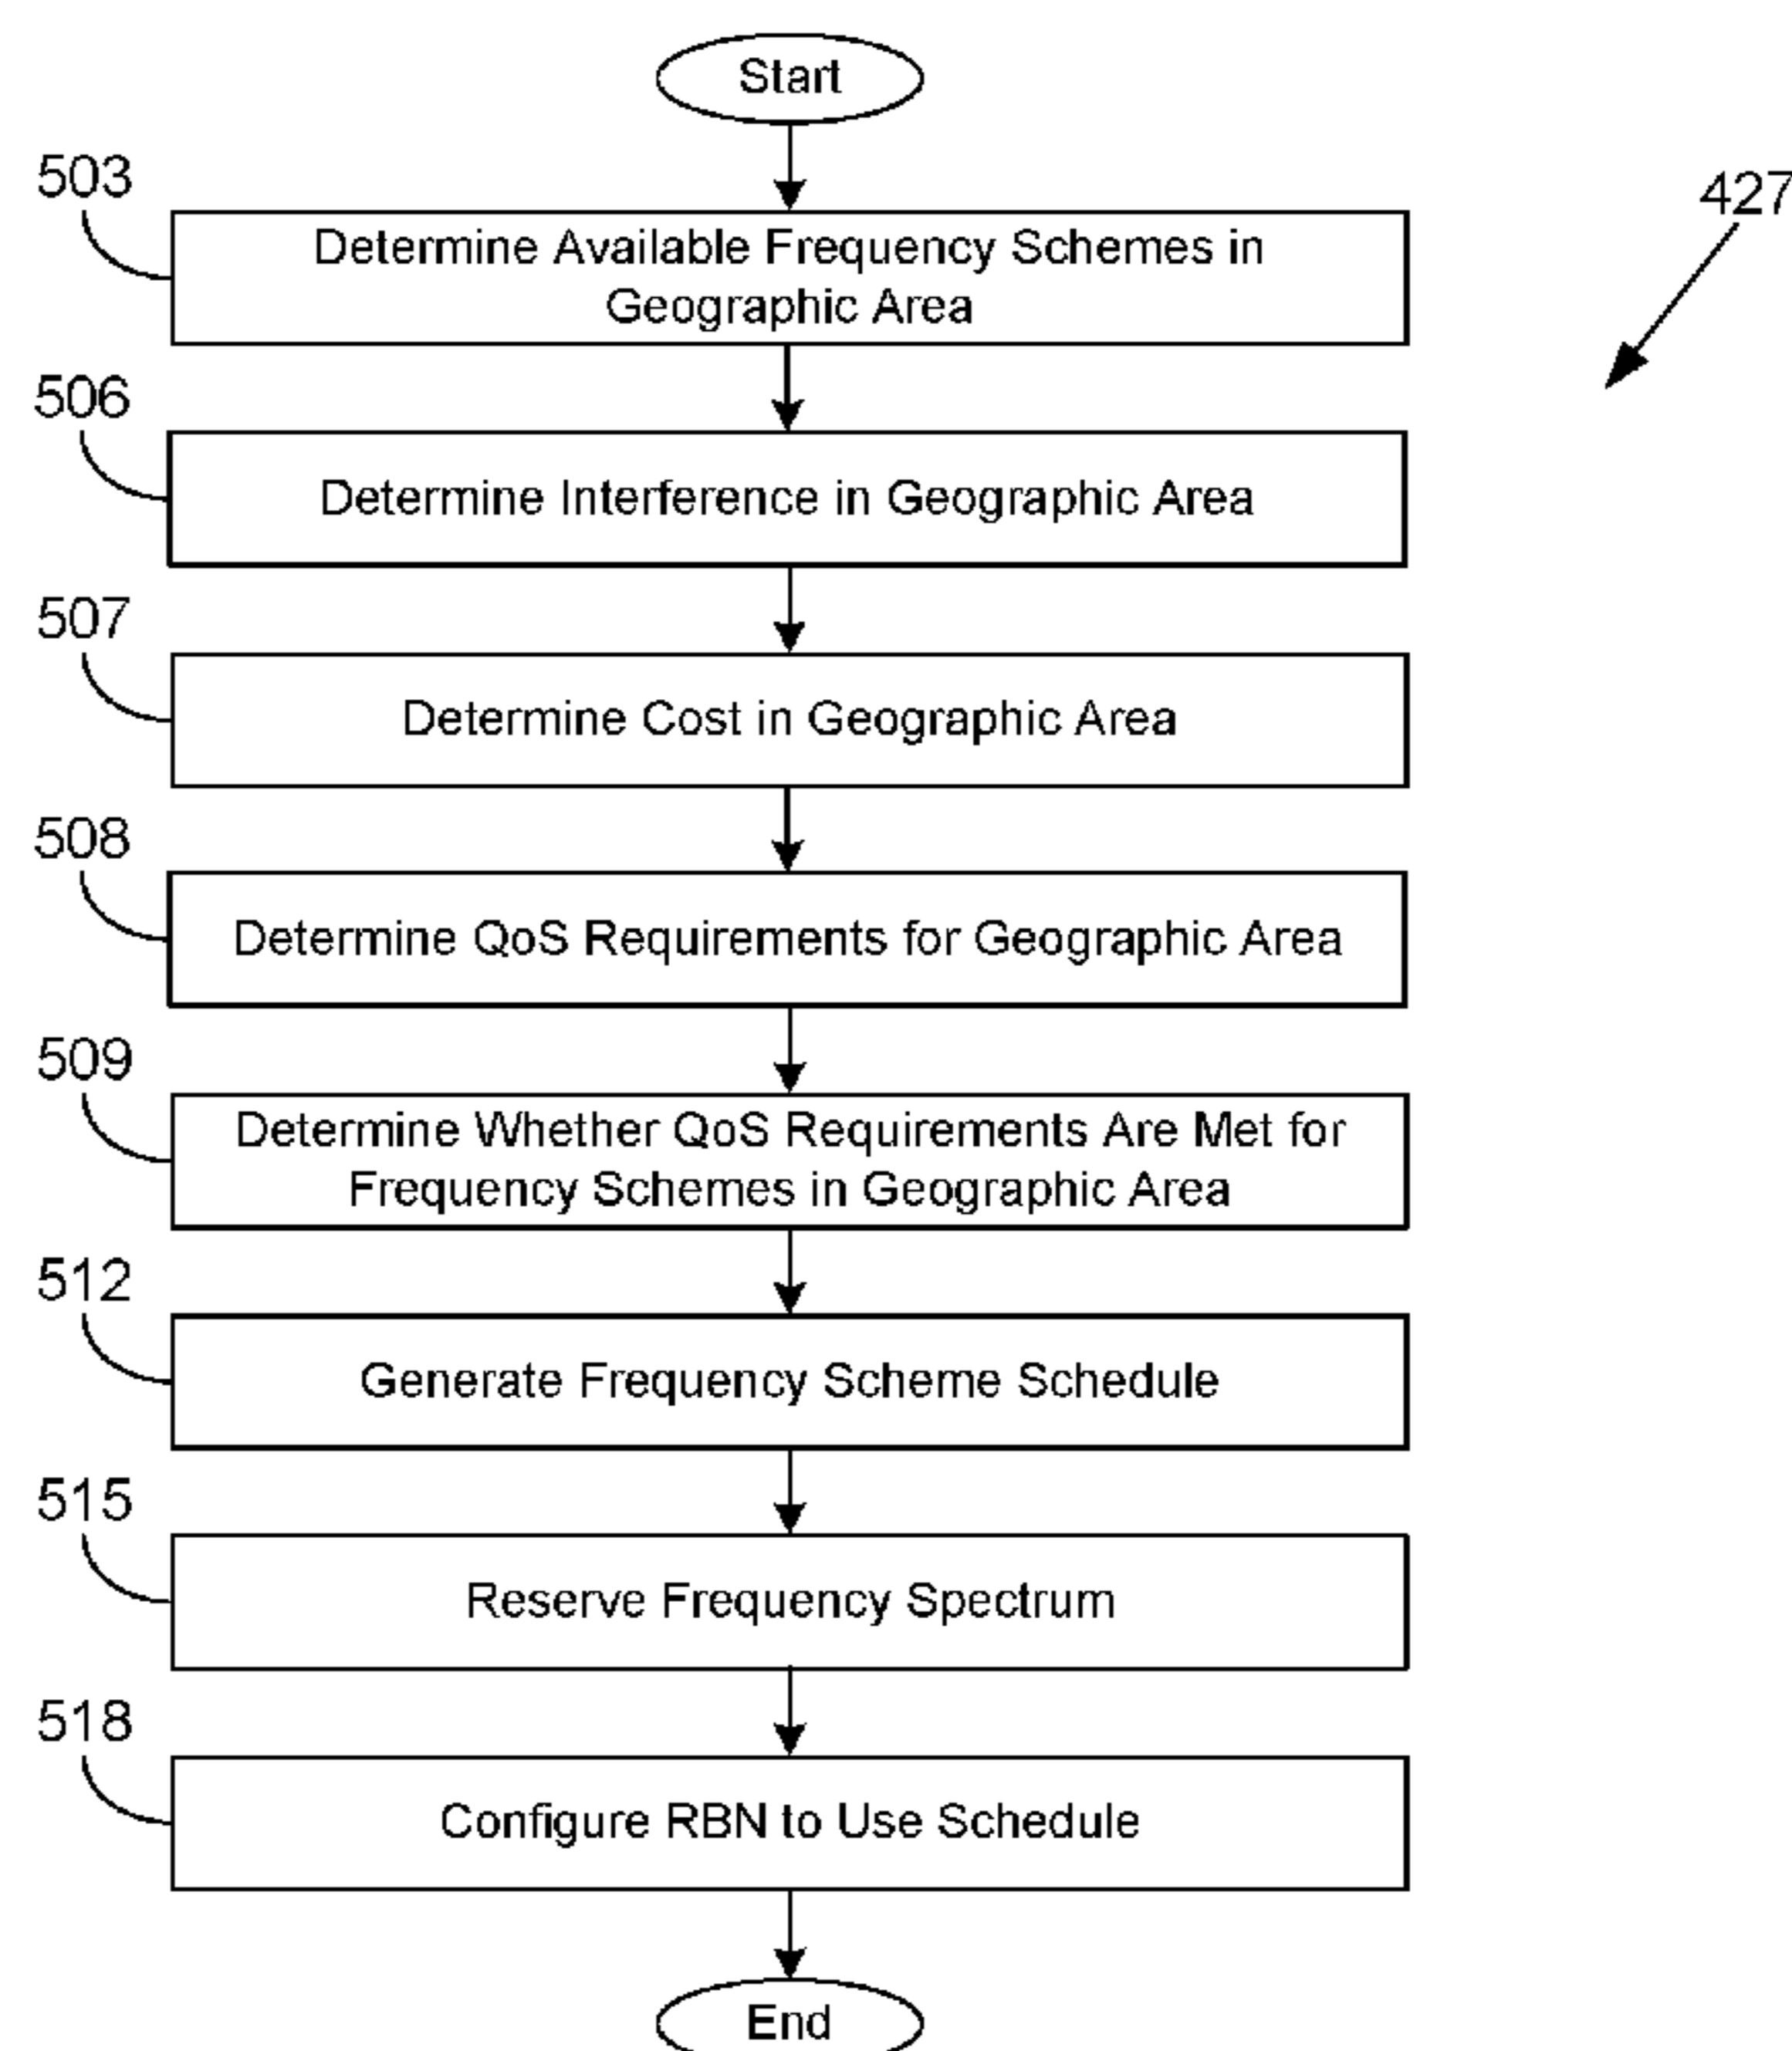 Start
503
427
Determine Available Frequency Schemes in
Geographic Area
506
Determine Interference in Geographic Area
507
Determine Cost in Geographic Area
508
Determine QoS Requirements for Geographic Area
509
Determine Whether QoS Requirements Are Met for
Frequency Schemes in Geographic Area
512
Generate Frequency Scheme Schedule
515
Reserve Frequency Spectrum
518
Configure RBN to Use Schedule
End